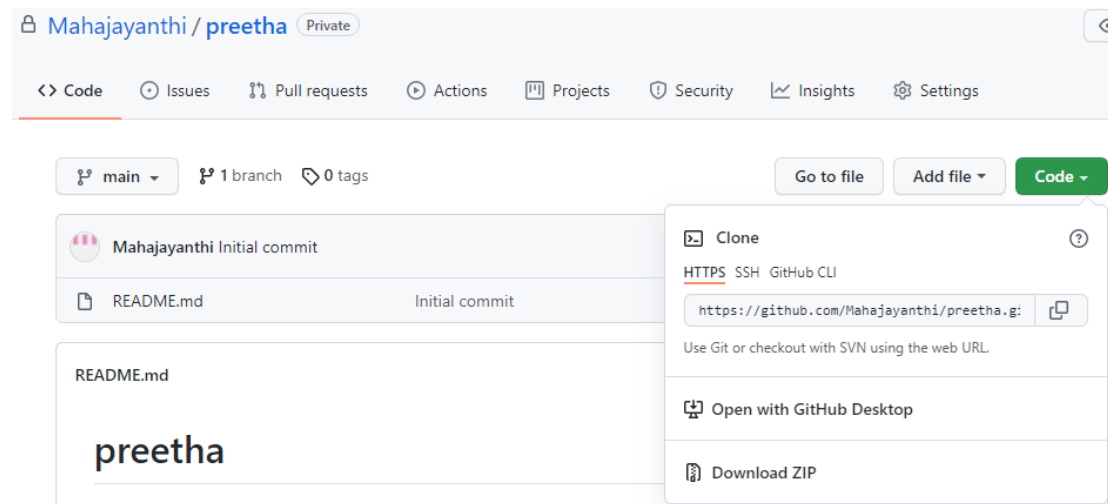 Mahajayanthi / preetha Private
Code Issues Pull requests Actions Projects Security Insights Settings
main 1 branch 0 tags Go to file Add file Code
Mahajayanthi Initial commit
README.md Initial commit
Clone
HTTPS SSH GitHub CLI
https://github.com/Mahajayanthi/preetha.gi
Use Git or checkout with SVN using the web URL.
Open with GitHub Desktop
Download ZIP
README.md
preetha